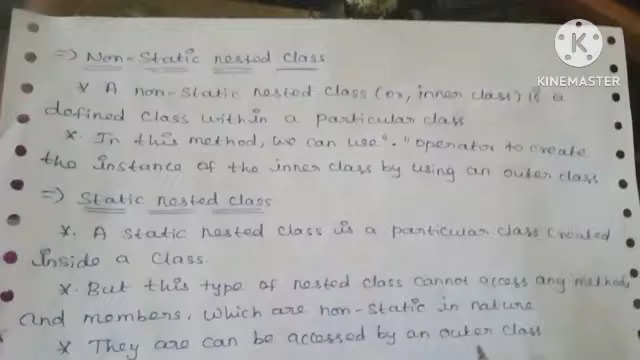 => Non-Static nested class
* A non-static nested class (or, inner class) is a
defined class within a particular class
*. In this method, we can use "." operator to create
the instance of the inner class by using an outer class
=> Static nested class
*. A static nested class is a particular class created
inside a class.
*. But this type of nested class cannot access any methods
and members, which are non-static in nature
* They are can be accessed by an outer class
KINEMASTER